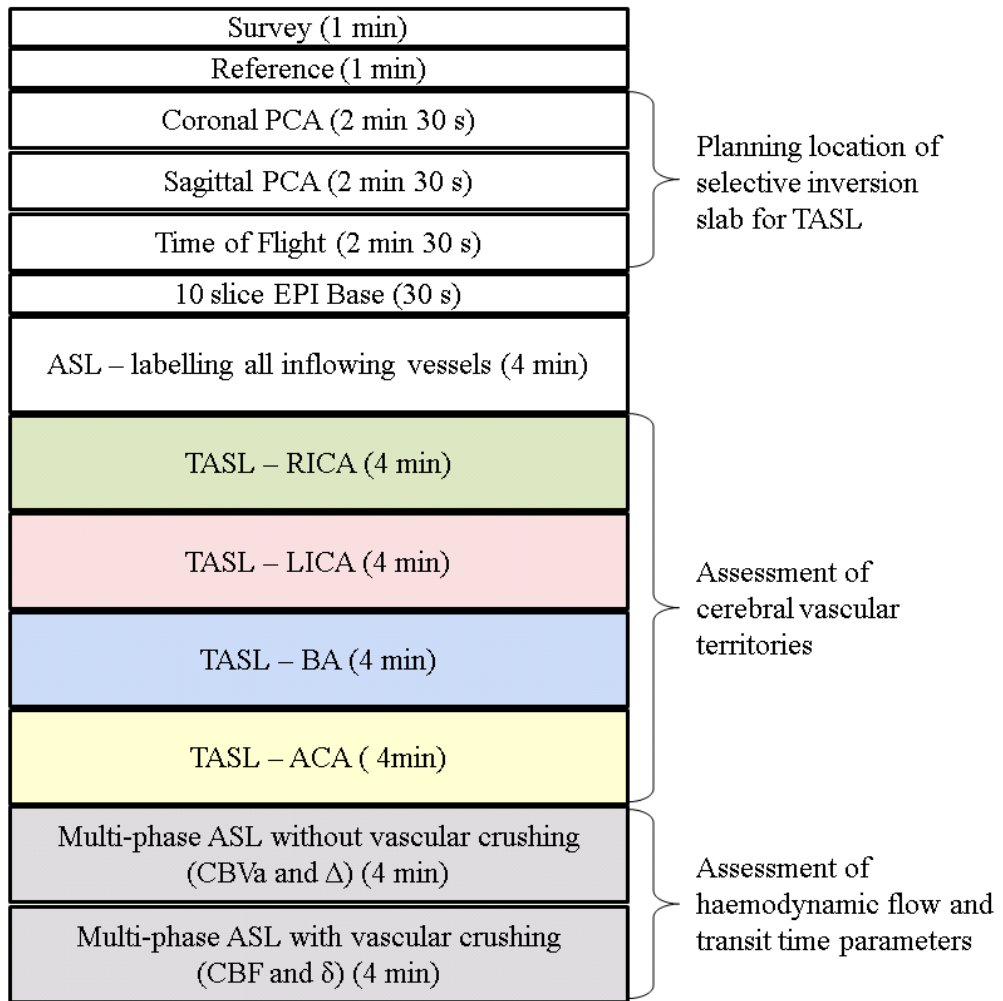 Survey (1 min)
Reference (1 min)
Coronal PCA (2 min 30 s)
Sagittal PCA (2 min 30 s)
Time of Flight (2 min 30 s)
Planning location of
selective inversion
slab for TASL
10 slice EPI Base (30 s)
ASL – labelling all inflowing vessels (4 min)
TASL – RICA (4 min)
TASL – LICA (4 min)
TASL – BA (4 min)
TASL – ACA ( 4min)
Assessment of
cerebral vascular
territories
Multi-phase ASL without vascular crushing
(CBVa and Δ) (4 min)
Multi-phase ASL with vascular crushing
(CBF and δ) (4 min)
Assessment of
haemodynamic flow and
transit time parameters